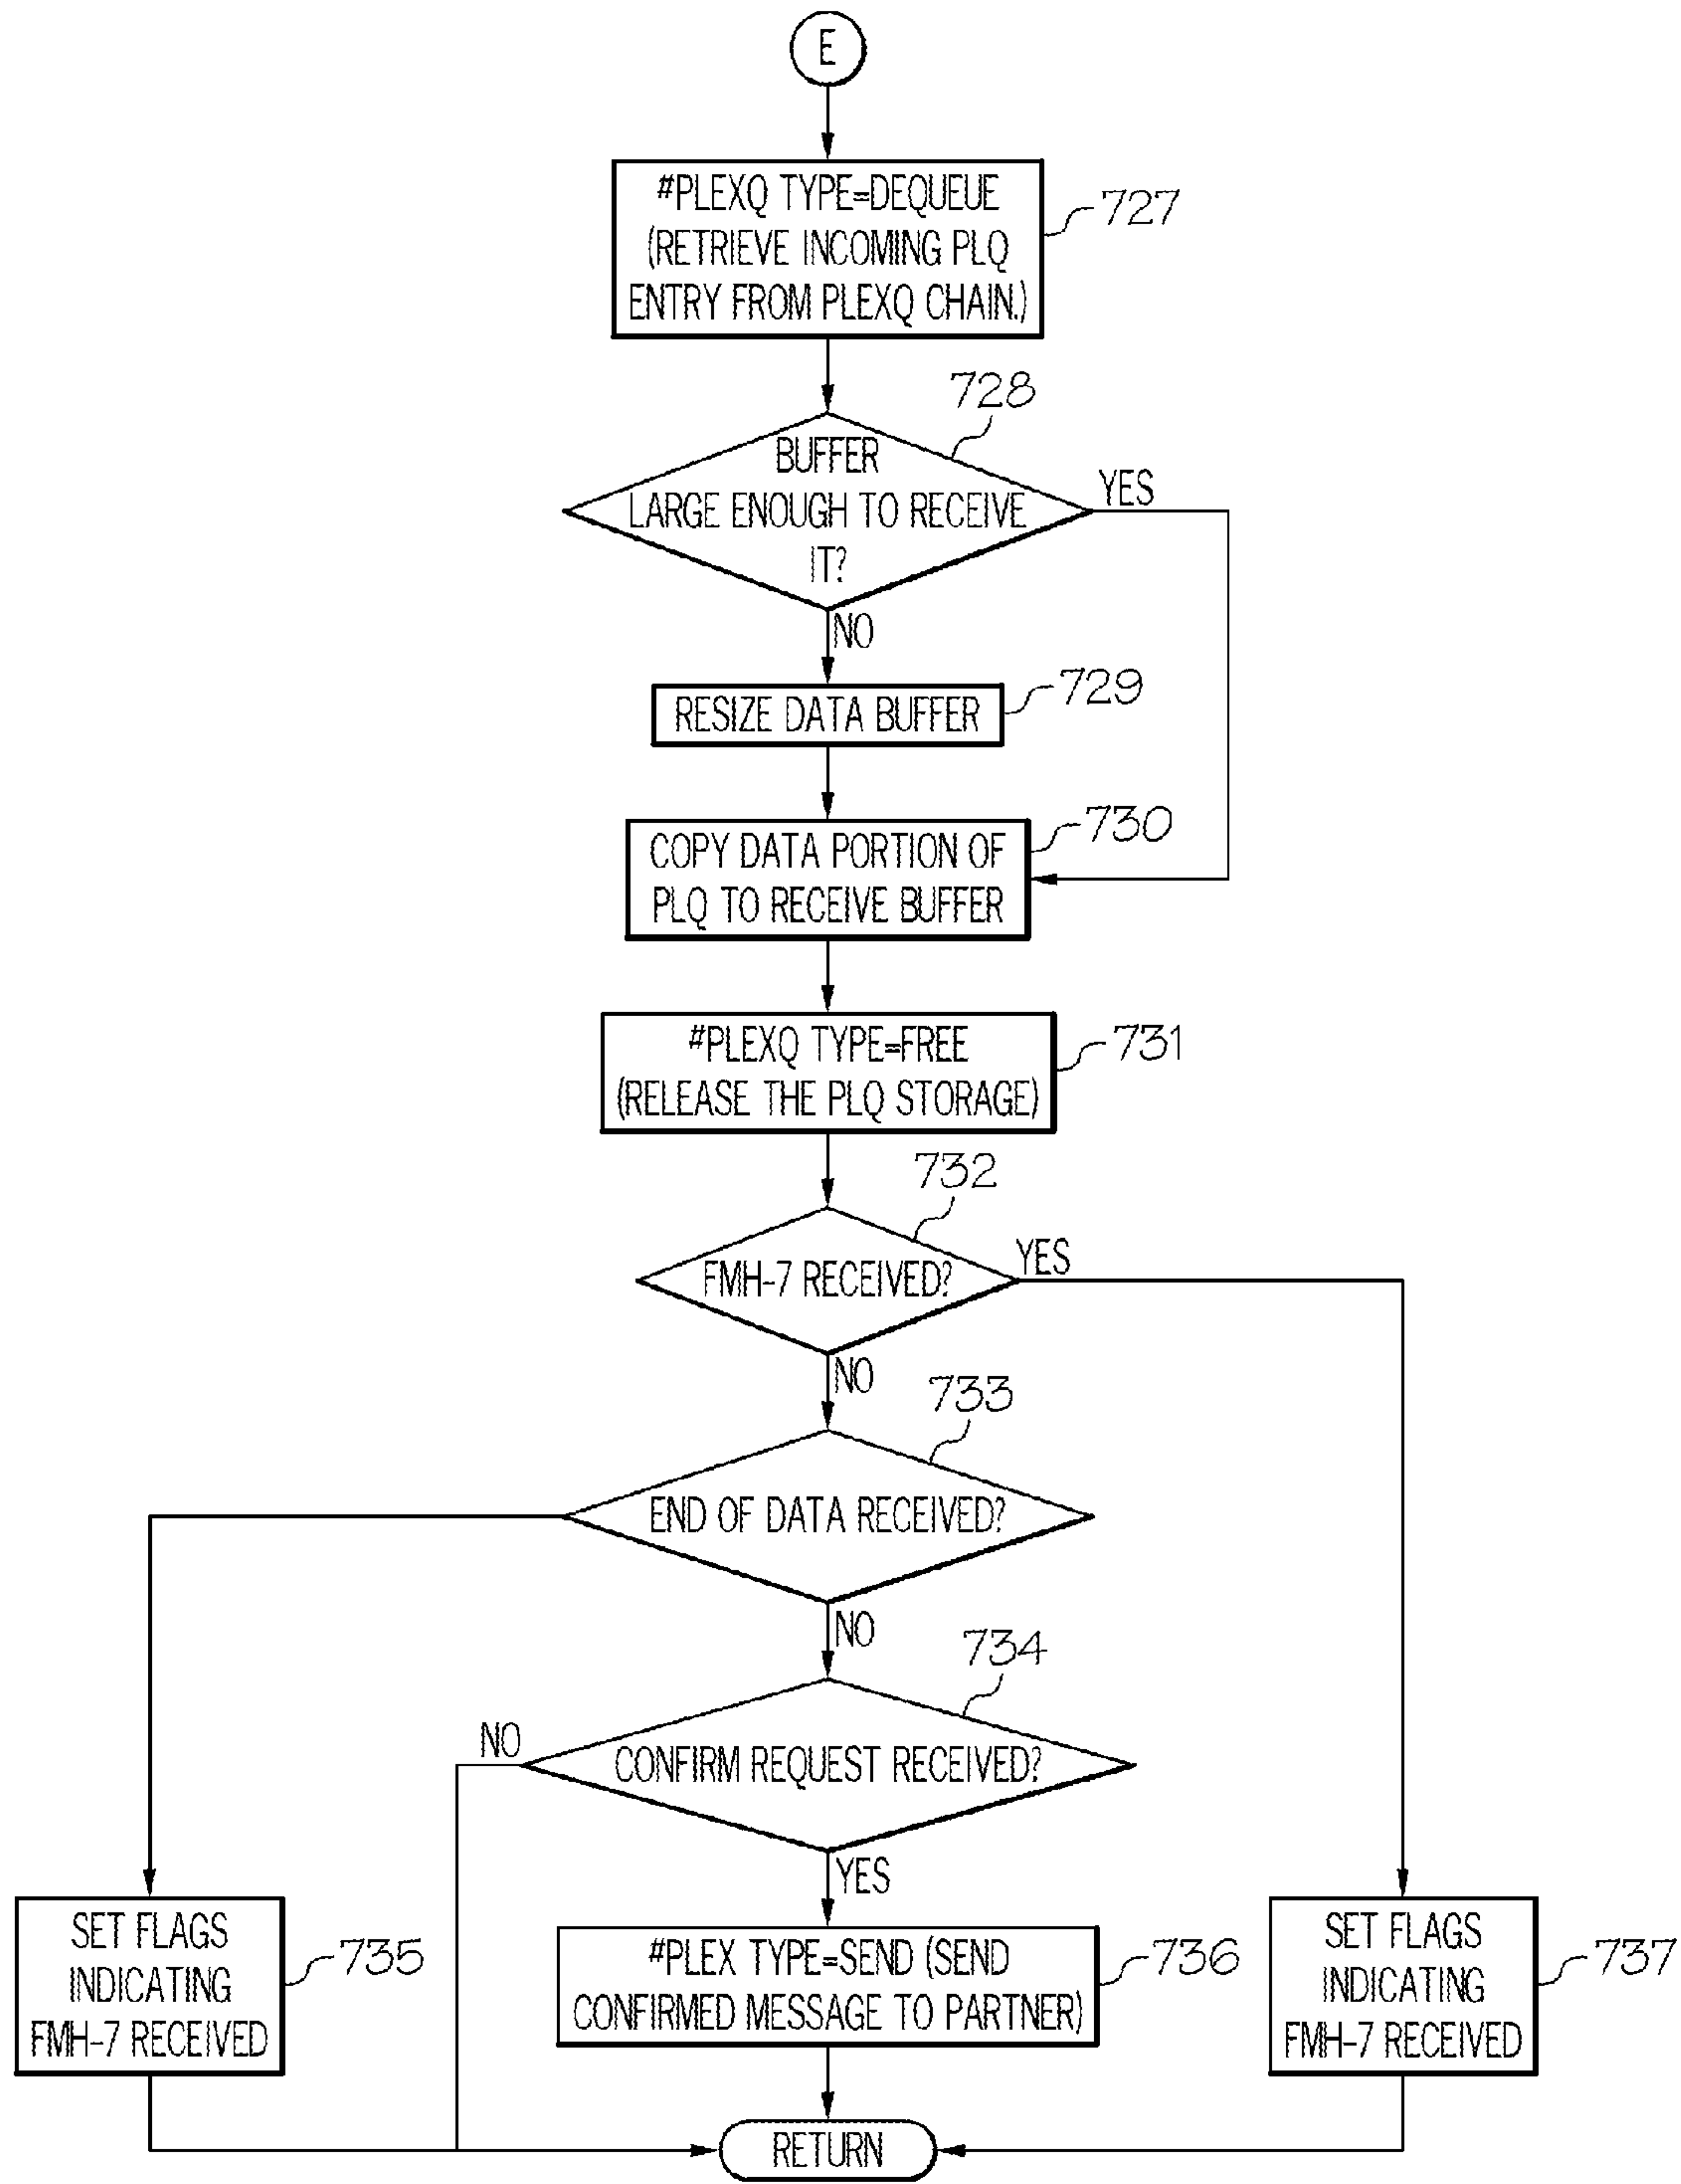 E
#PLEXQ TYPE=DEQUEUE
(RETRIEVE INCOMING PLQ
ENTRY FROM PLEXQ CHAIN.)
727
728
BUFFER
LARGE ENOUGH TO RECEIVE
IT?
YES
NO
RESIZE DATA BUFFER
729
COPY DATA PORTION OF
PLQ TO RECEIVE BUFFER
730
#PLEXQ TYPE=FREE
(RELEASE THE PLQ STORAGE)
731
732
FMH-7 RECEIVED?
YES
NO
733
END OF DATA RECEIVED?
NO
734
NO
CONFIRM REQUEST RECEIVED?
YES
SET FLAGS
INDICATING
FMH-7 RECEIVED
735
#PLEX TYPE=SEND (SEND
CONFIRMED MESSAGE TO PARTNER)
736
SET FLAGS
INDICATING
FMH-7 RECEIVED
737
RETURN